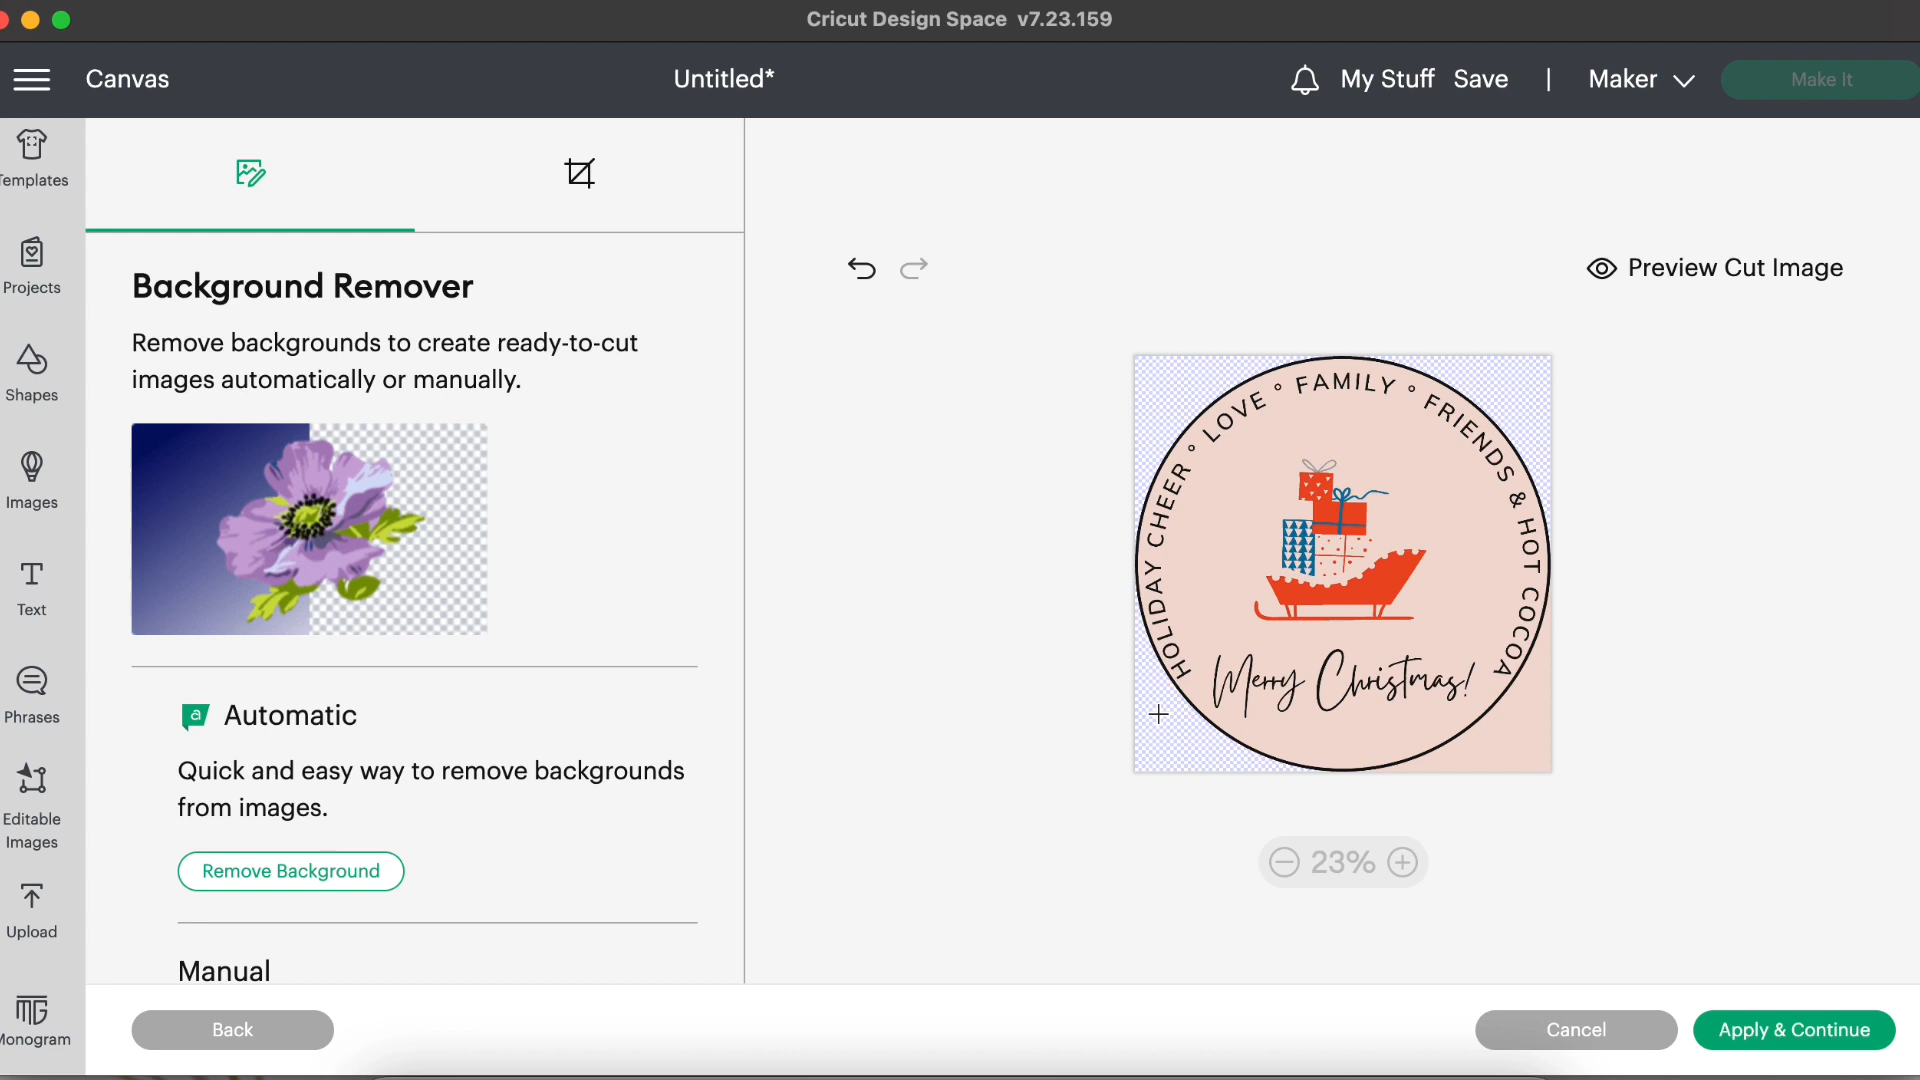 Cricut Design Space v7.23.159
Canvas
Untitled*
My Stuff Save | Maker
Make It
Templates
Projects
Shapes
Images
Text
Phrases
Editable
Images
Upload
Monogram
Background Remover
Remove backgrounds to create ready-to-cut
images automatically or manually.
a Automatic
Quick and easy way to remove backgrounds
from images.
Remove Background
Manual
Preview Cut Image
HOLIDAY CHEER ° LOVE ° FAMILY ° FRIENDS & HOT COCOA
Merry Christmas!
23%
Back
Cancel
Apply & Continue